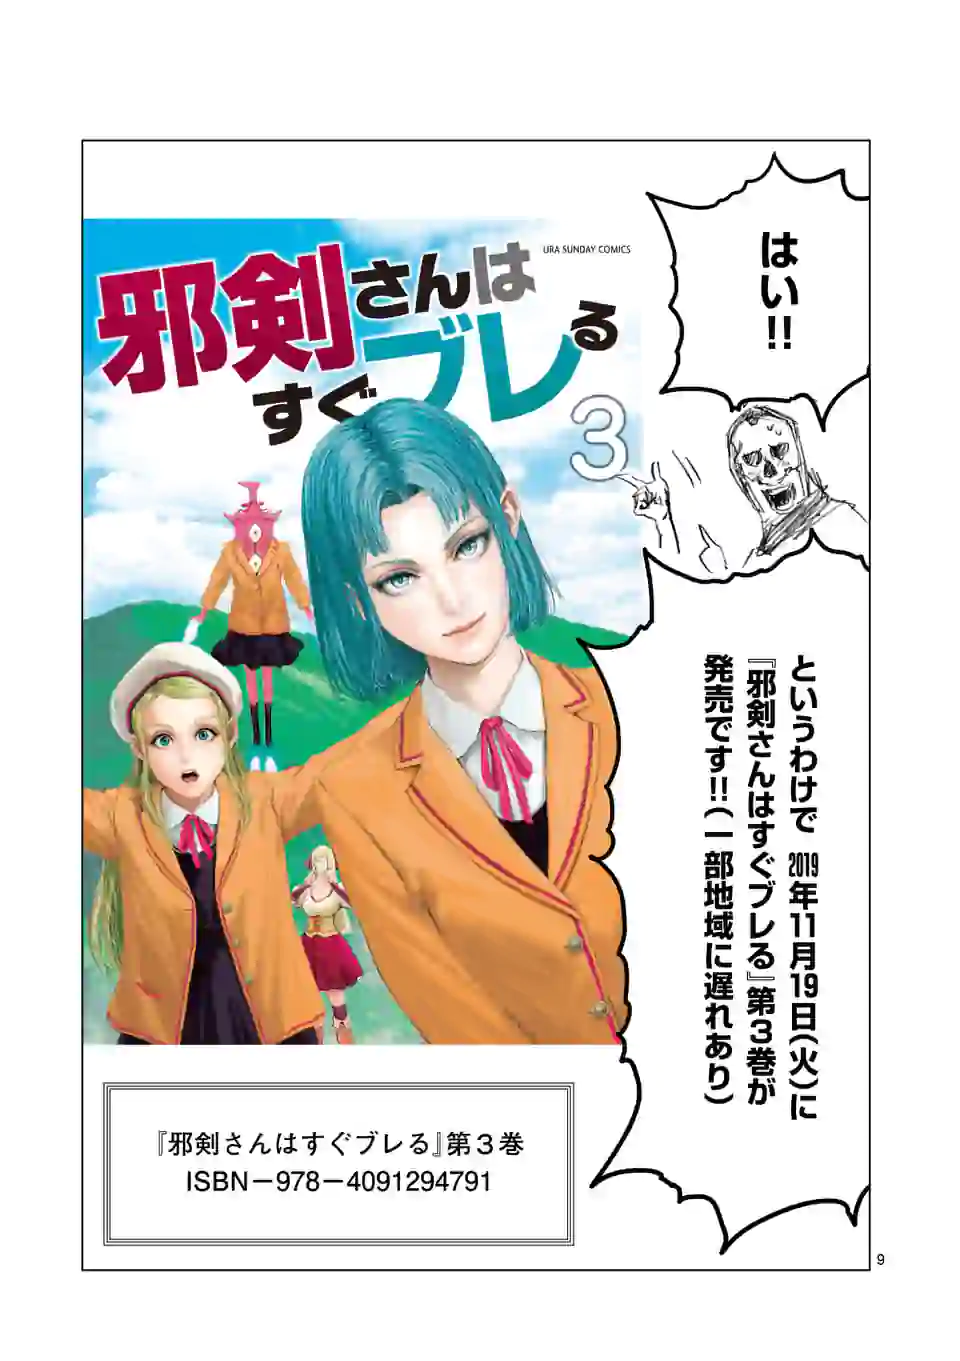 はい!!
URA SUNDAY COMICS
邪剣さんは
すぐブレる
3
というわけで 2019年11月19日(火)に
『邪剣さんはすぐブレる』第3巻が
発売です!!(一部地域に遅れあり)
『邪剣さんはすぐブレる』第3巻
ISBN-978-4091294791
9